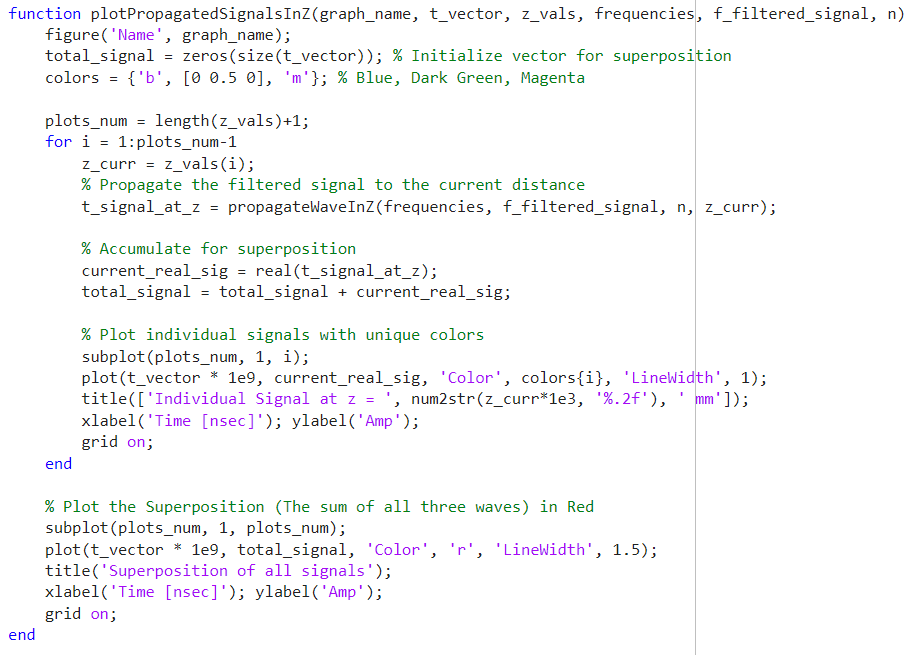 function plotPropagatedSignalsInZ(graph_name, t_vector, z_vals, frequencies, f_filtered_signal, n)
    figure('Name', graph_name);
    total_signal = zeros(size(t_vector)); % Initialize vector for superposition
    colors = {'b', [0 0.5 0], 'm'}; % Blue, Dark Green, Magenta

    plots_num = length(z_vals)+1;
    for i = 1:plots_num-1
        z_curr = z_vals(i);
        % Propagate the filtered signal to the current distance
        t_signal_at_z = propagateWaveInZ(frequencies, f_filtered_signal, n, z_curr);

        % Accumulate for superposition
        current_real_sig = real(t_signal_at_z);
        total_signal = total_signal + current_real_sig;

        % Plot individual signals with unique colors
        subplot(plots_num, 1, i);
        plot(t_vector * 1e9, current_real_sig, 'Color', colors{i}, 'LineWidth', 1);
        title(['Individual Signal at z = ', num2str(z_curr*1e3, '%.2f'), ' mm']);
        xlabel('Time [nsec]'); ylabel('Amp');
        grid on;
    end

    % Plot the Superposition (The sum of all three waves) in Red
    subplot(plots_num, 1, plots_num);
    plot(t_vector * 1e9, total_signal, 'Color', 'r', 'LineWidth', 1.5);
    title('Superposition of all signals');
    xlabel('Time [nsec]'); ylabel('Amp');
    grid on;
end